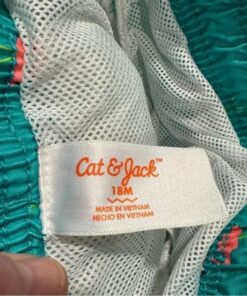 Cat & Jack™
18M
MADE IN VIETNAM
HECHO EN VIETNAM